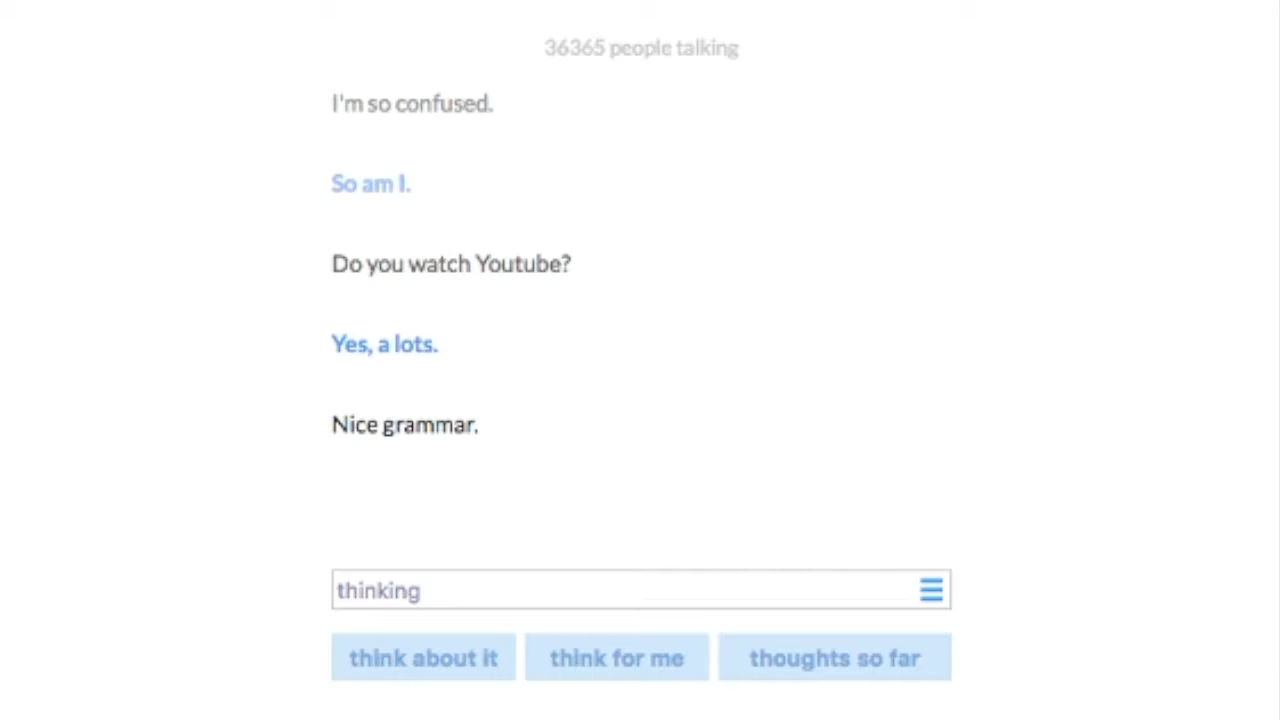 36365 people talking
I'm so confused.
So am I.
Do you watch Youtube?
Yes, a lots.
Nice grammar.
thinking
think about it
think for me
thoughts so far